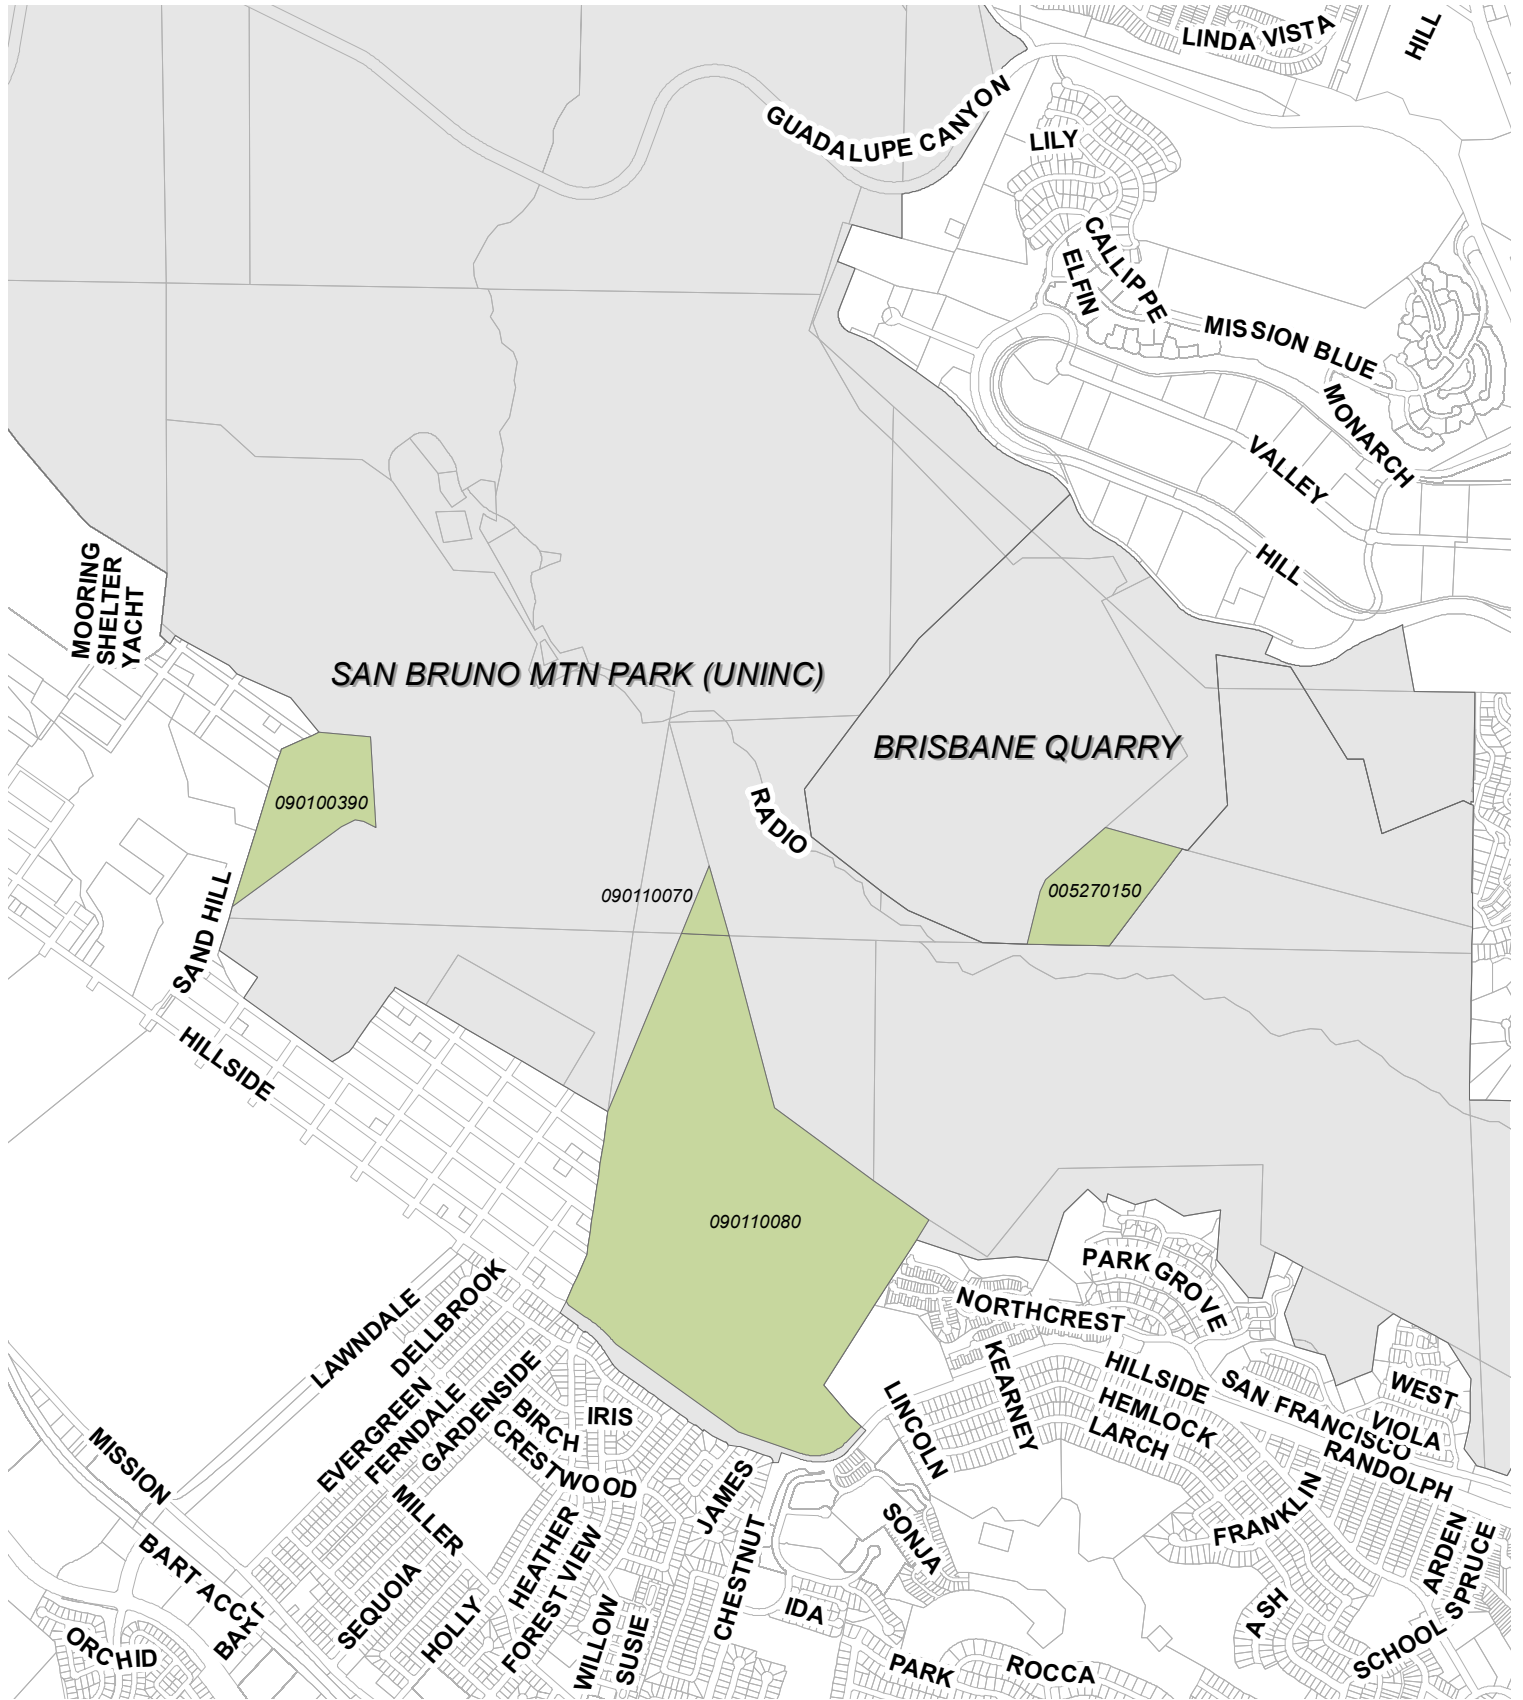 LINDA VISTA
HILL
GUADALUPE CANYON
LILY
CALLIPPE
ELFIN
MISSION BLUE
MONARCH
VALLEY
HILL
MOORING
SHELTER
YACHT
SAN BRUNO MTN PARK (UNINC)
BRISBANE QUARRY
090100390
RADIO
090110070
005270150
SAND HILL
HILLSIDE
090110080
PARK GROVE
NORTHCREST
LAWNDALE
DELLBROOK
KEARNEY
HILLSIDE
SAN FRANCISCO
WEST
VIOLA
EVERGREEN
FERNDALE
GARDENSIDE
BIRCH
IRIS
CRESTWOOD
LINCOLN
HEMLOCK
LARCH
RANDOLPH
MISSION
MILLER
JAMES
SONJA
FRANKLIN
BART ACC
BART
SEQUOIA
HEATHER
HOLLY
FOREST VIEW
WILLOW
SUSIE
CHESTNUT
IDA
ASH
ARDEN
SPRUCE
SCHOOL
ORCHID
PARK
ROCCA